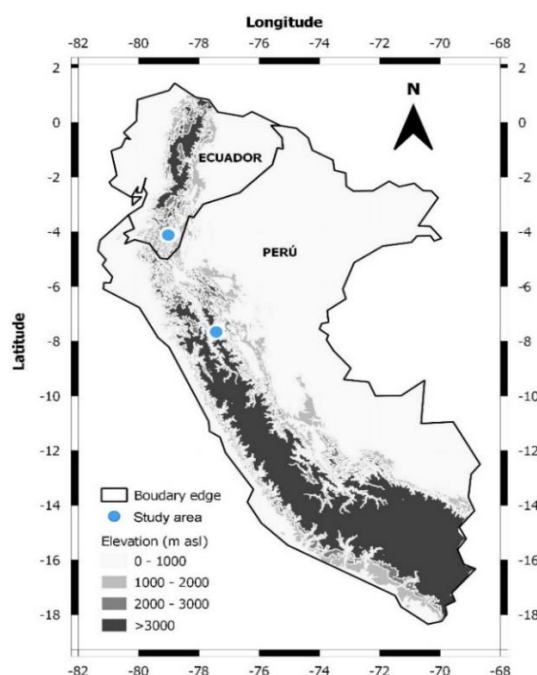 Longitude
-82 -80 -78 -76 -74 -72 -70 -68
2 2
N
0 0
ECUADOR
-2 -2
-4 -4
PERÚ
-6 -6
Latitude
-8 -8
-10 -10
-12 -12
Boudary edge
-14 -14
Study area
Elevation (m asl)
0 - 1000
-16 -16
1000 - 2000
2000 - 3000
-18 -18
>3000
-82 -80 -78 -76 -74 -72 -70 -68